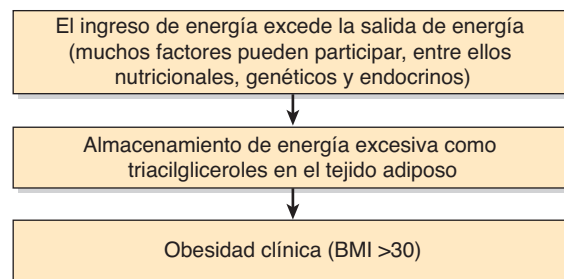 El ingreso de energía excede la salida de energía
(muchos factores pueden participar, entre ellos
nutricionales, genéticos y endocrinos)
Almacenamiento de energía excesiva como
triacilgliceroles en el tejido adiposo
Obesidad clínica (BMI >30)